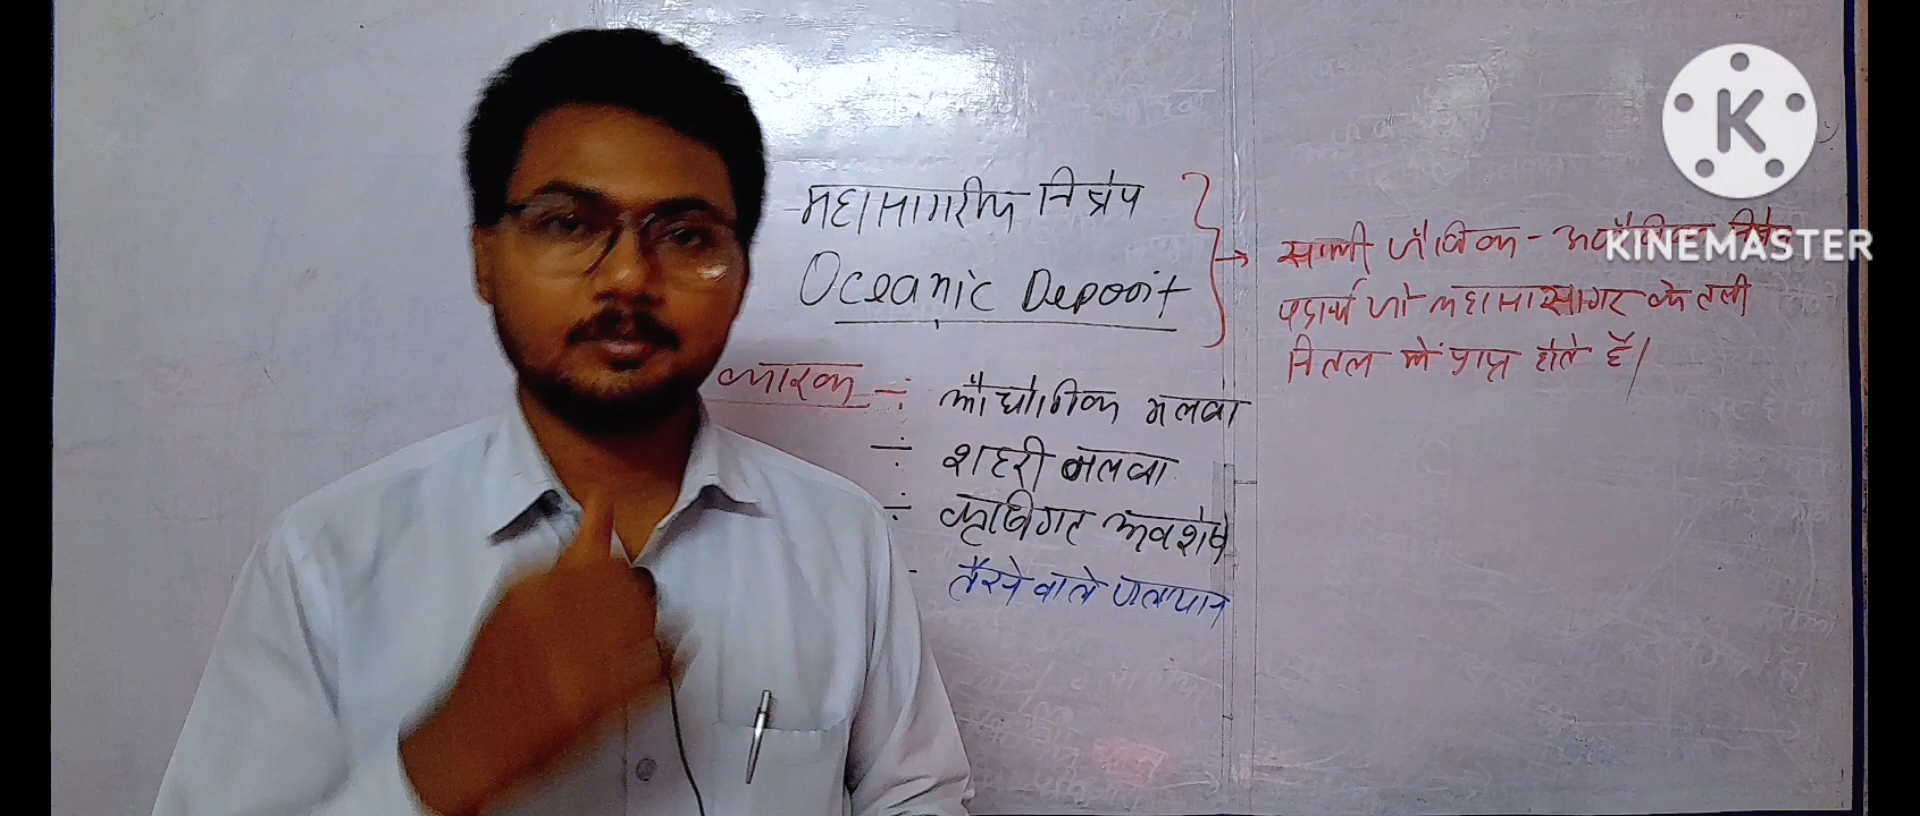 महासागरीय निक्षेप
Oceanic Deposit
सभी जैविक - अजैविक निक्षेप
पदार्थ जो महासागर के तली
नितल में प्राप्त होते हैं।
कारक ÷ औद्योगिक मलवा
÷ शहरी मलवा
÷ कृषिगत अवशेष
- तैरने वाले जलयान
K
KINEMASTER